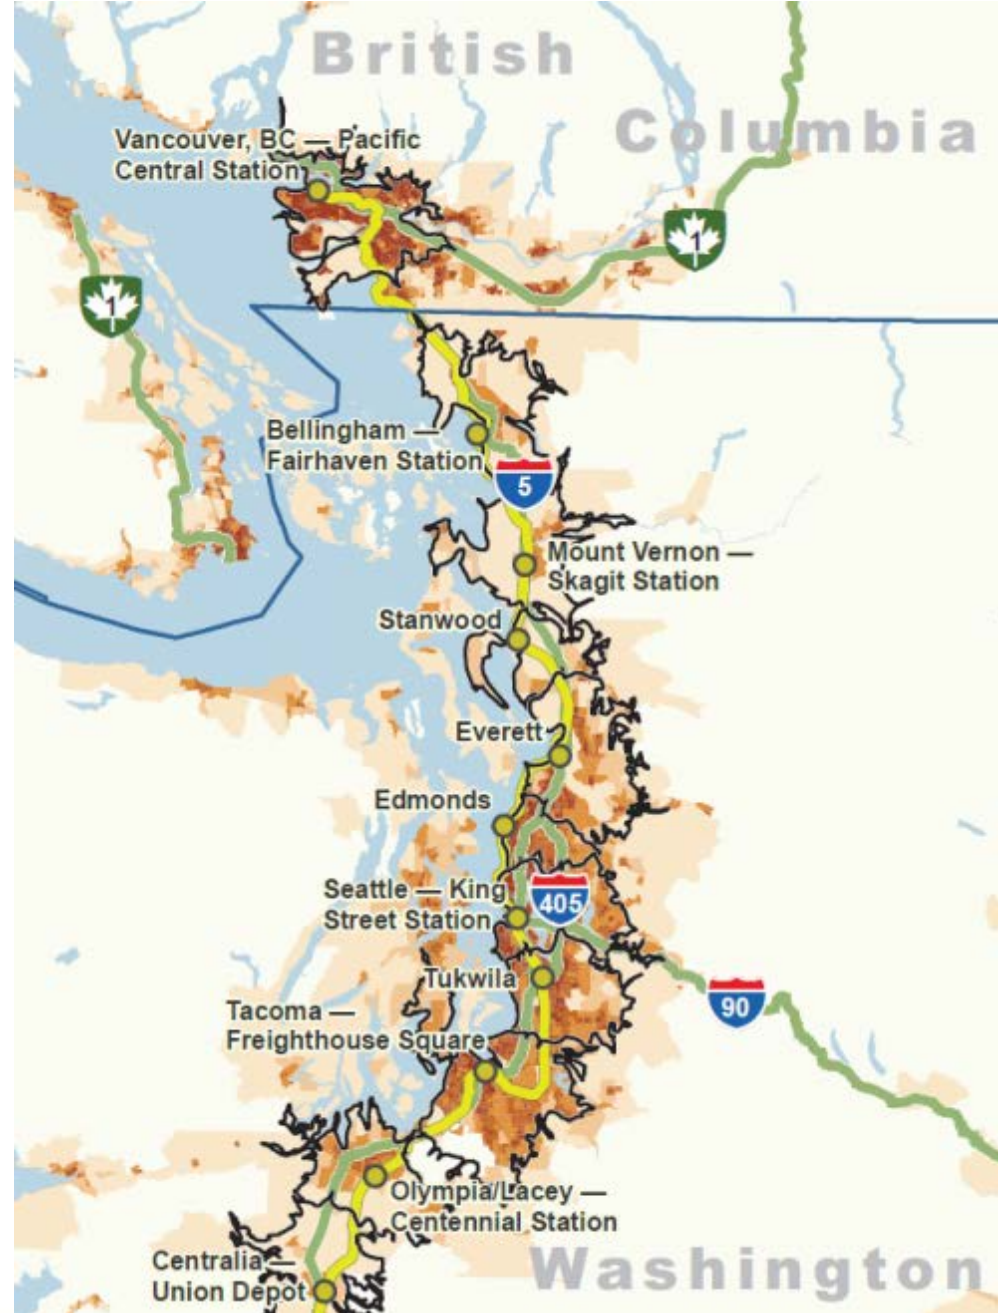 British
Columbia
Vancouver, BC — Pacific
Central Station
1
1
Bellingham —
Fairhaven Station
5
Mount Vernon —
Skagit Station
Stanwood
Everett
Edmonds
Seattle — King
Street Station
405
Tukwila
90
Tacoma —
Freighthouse Square
Olympia/Lacey —
Centennial Station
Centralia —
Union Depot
Washington